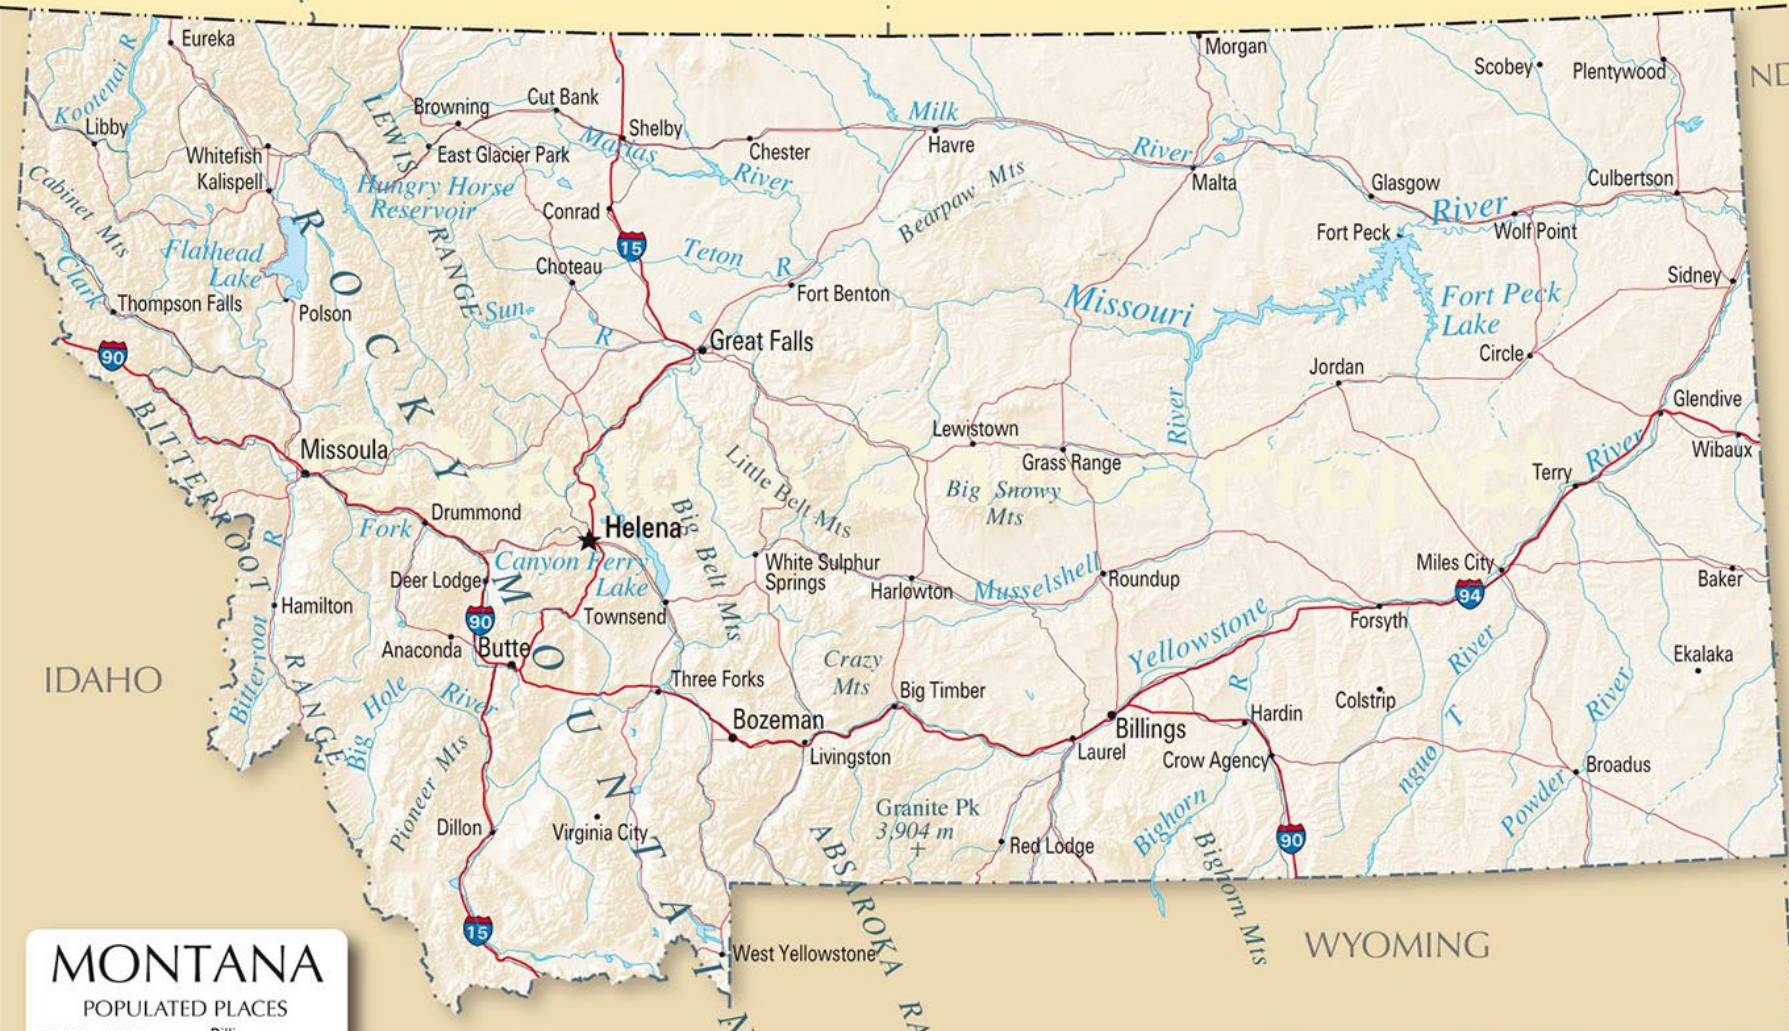 Eureka
Morgan
Scobey
Plentywood
ND
Kootenai R
Libby
Browning
Cut Bank
Shelby
Milk
Havre
River
LEWIS
RANGE
East Glacier Park
Marias
River
Chester
Whitefish
Kalispell
Hungry Horse
Reservoir
Malta
Glasgow
Culbertson
Cabinet Mts
Bearpaw Mts
Conrad
15
River
Fort Peck
Wolf Point
Flathead
Lake
Teton R
Choteau
Clark
Fork
Thompson Falls
Polson
Sun
R
Fort Benton
Missouri
River
Fort Peck
Lake
Sidney
90
Great Falls
Circle
Jordan
Glendive
Wibaux
ROCKY
MOUNTAIN
BITTERROOT
RANGE
Missoula
Lewistown
Grass Range
Little Belt Mts
Big Snowy
Mts
Terry
River
Drummond
Helena
Big Belt Mts
Canyon Ferry
Lake
Deer Lodge
White Sulphur
Springs
Harlowton
Musselshell
Roundup
Miles City
94
Baker
Hamilton
90
Townsend
Yellowstone
Forsyth
Bitterroot
R
Anaconda
Butte
IDAHO
Crazy
Mts
Ekalaka
Big
Hole
River
Three Forks
Big Timber
Colstrip
Bozeman
Livingston
Billings
Laurel
Hardin
Crow Agency
Broadus
Pioneer Mts
Bighorn
R
T nguo
River
Powder
River
Granite Pk
3,904 m
Dillon
Virginia City
Red Lodge
90
Bighorn Mts
ABSAROKA RA
15
West Yellowstone
WYOMING
MONTANA
POPULATED PLACES